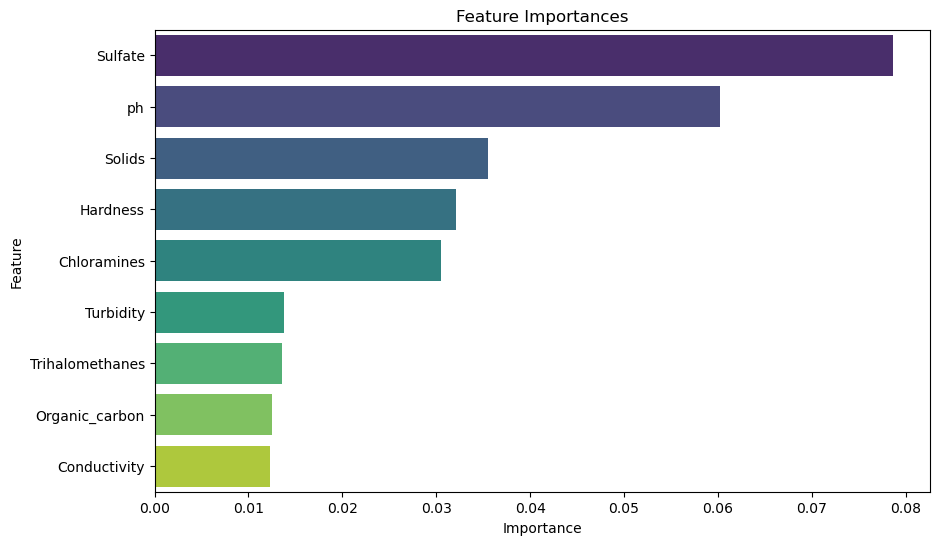 Feature Importances
Sulfate
ph
Solids
Hardness
Chloramines
Turbidity
Trihalomethanes
Organic_carbon
Conductivity
Feature
0.00 0.01 0.02 0.03 0.04 0.05 0.06 0.07 0.08
Importance